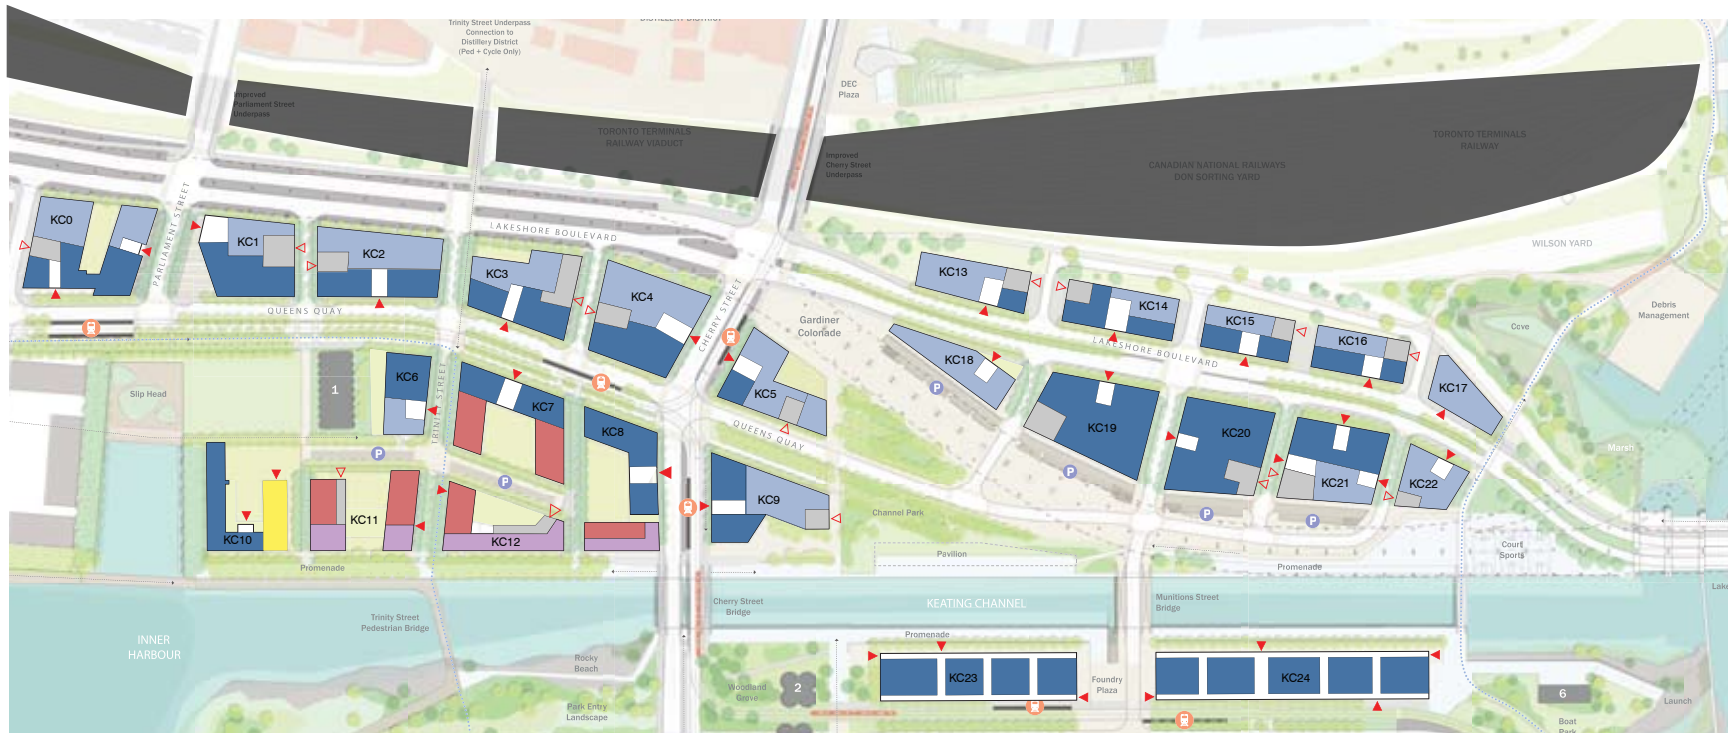 Trinity Street Underpass
Connection to
Distillery District
(Ped + Cycle Only)
DISTILLERY DISTRICT
DEC
Plaza
Improved
Parliament Street
Underpass
TORONTO TERMINALS
RAILWAY VIADUCT
Improved
Cherry Street
Underpass
CANADIAN NATIONAL RAILWAYS
DON SORTING YARD
TORONTO TERMINALS
RAILWAY
WILSON YARD
PARLIAMENT STREET
LAKESHORE BOULEVARD
KC0
KC1
KC2
KC3
KC4
QUEENS QUAY
CHERRY STREET
KC13
KC14
KC15
KC16
KC17
LAKESHORE BOULEVARD
Gardiner
Colonade
Debris
Management
Cove
Slip Head
1
KC6
TRINITY STREET
KC7
KC8
KC5
QUEENS QUAY
KC18
P
KC19
KC20
KC21
KC22
Marsh
P
P
P
P
P
KC10
KC11
KC12
KC9
Channel Park
Pavilion
Promenade
Promenade
Court
Sports
Lake
INNER
HARBOUR
Trinity Street
Pedestrian Bridge
Cherry Street
Bridge
KEATING CHANNEL
Munitions Street
Bridge
Promenade
Rocky
Beach
Woodland
Grove
2
KC23
Foundry
Plaza
KC24
6
Launch
Park Entry
Landscape
Boat
Park